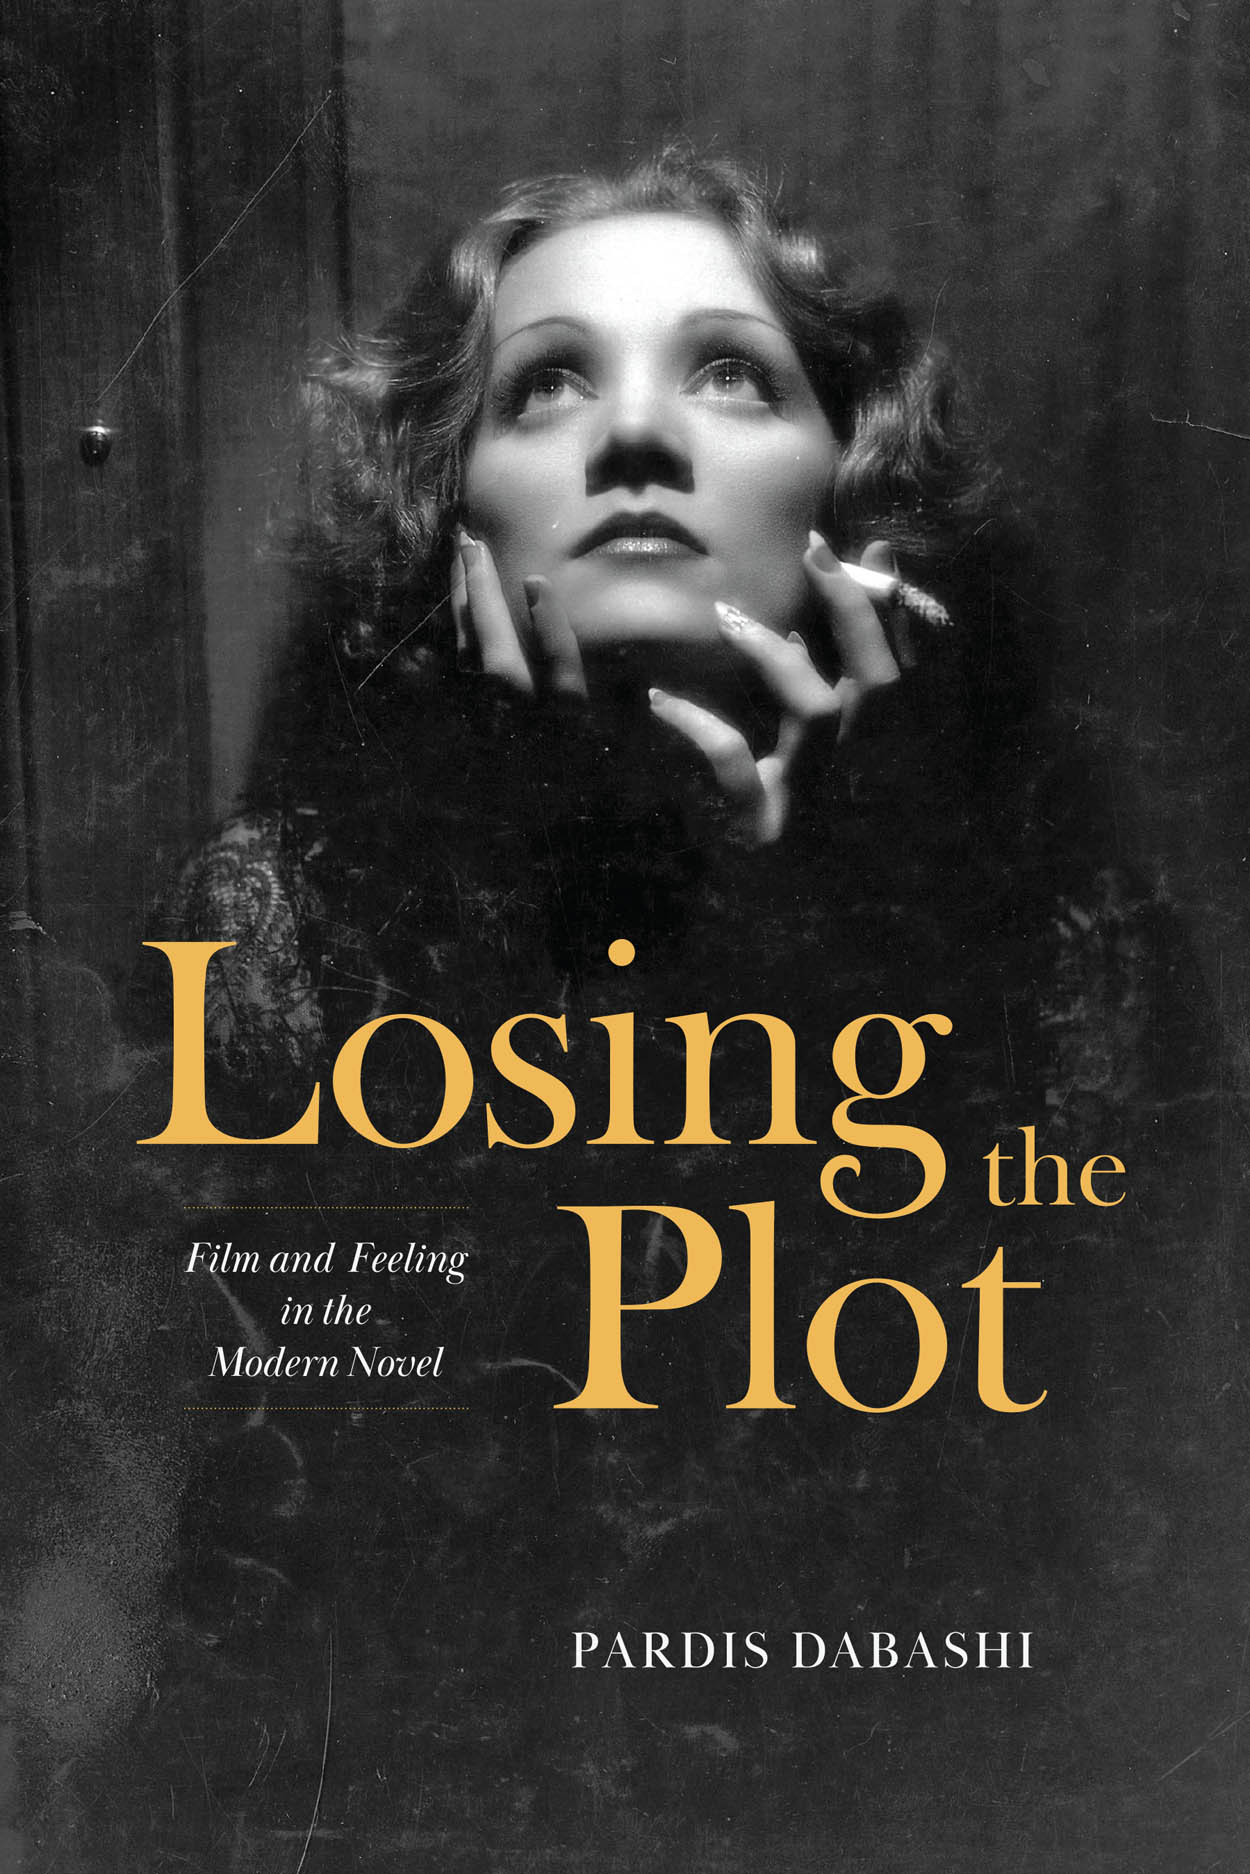 Losing
the
Plot
Film and Feeling
in the
Modern Novel
PARDIS DABASHI